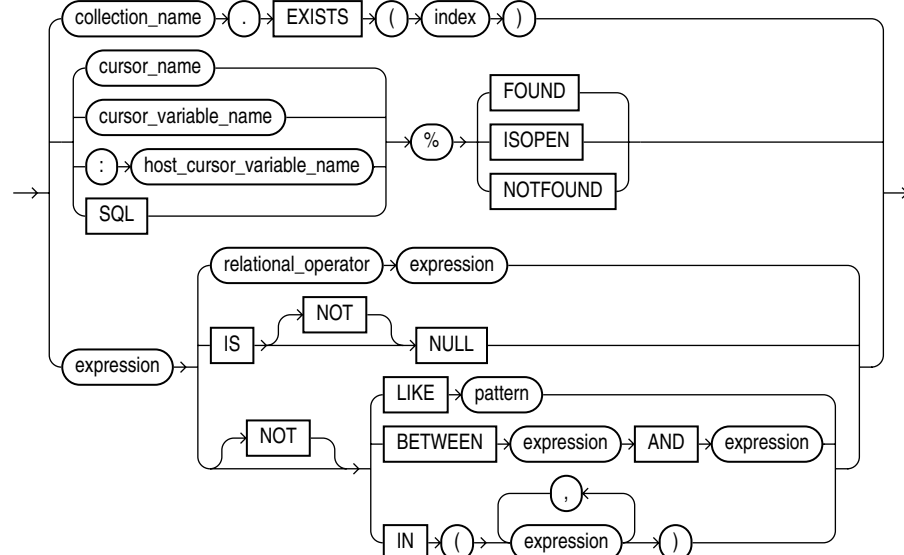 collection_name . EXISTS ( index )
cursor_name
cursor_variable_name
: host_cursor_variable_name
SQL
%
FOUND
ISOPEN
NOTFOUND
relational_operator expression
IS NOT NULL
expression
NOT
LIKE pattern
BETWEEN expression AND expression
,
IN ( expression )